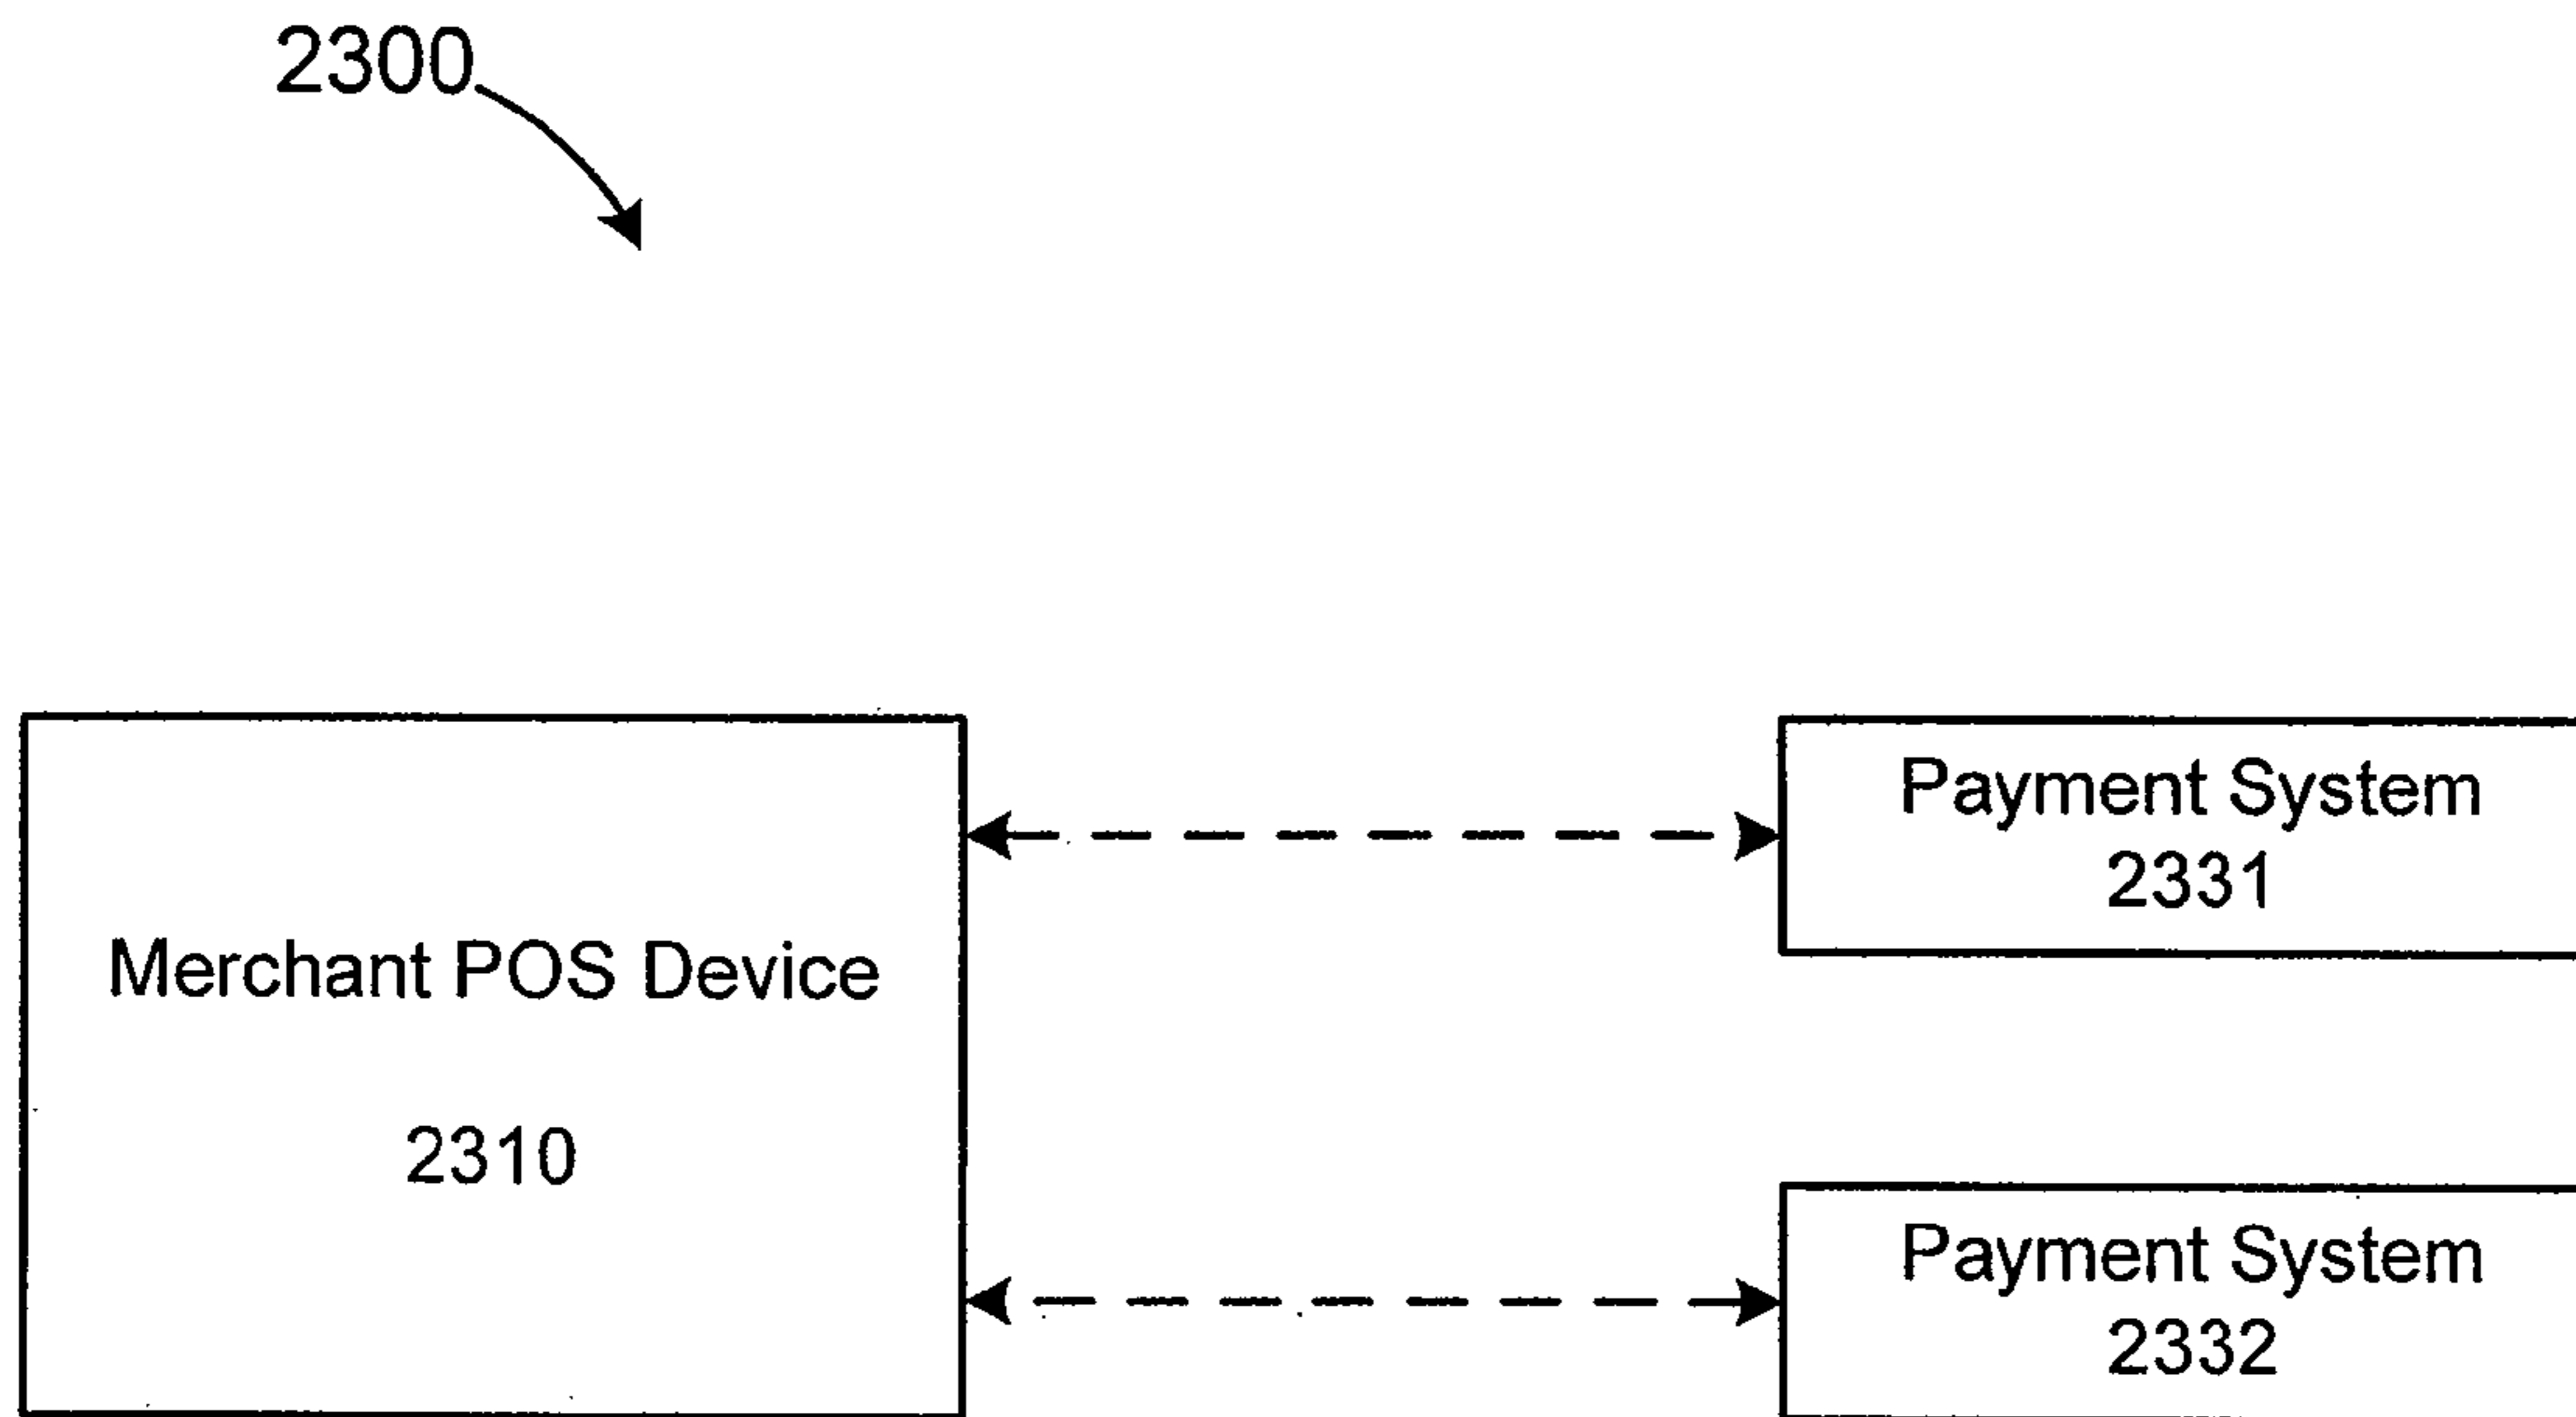 2300
Merchant POS Device
2310
Payment System
2331
Payment System
2332